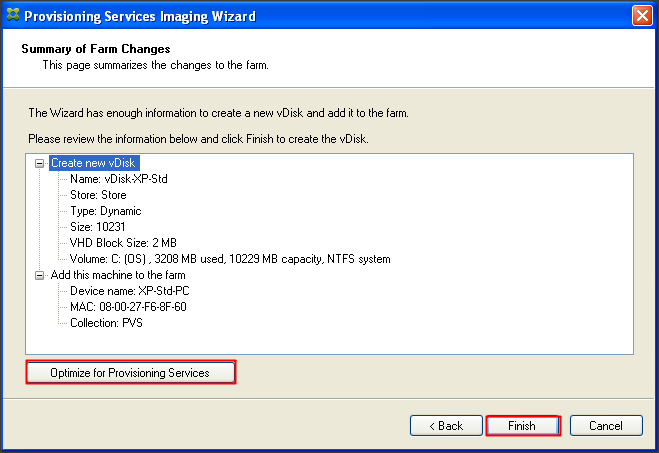 Provisioning Services Imaging Wizard
Summary of Farm Changes
This page summarizes the changes to the farm.
The Wizard has enough information to create a new vDisk and add it to the farm.
Please review the information below and click Finish to create the vDisk.
Create new vDisk
Name: vDisk-XP-Std
Store: Store
Type: Dynamic
Size: 10231
VHD Block Size: 2 MB
Volume: C: (OS) , 3208 MB used, 10229 MB capacity, NTFS system
Add this machine to the farm
Device name: XP-Std-PC
MAC: 08-00-27-F6-8F-60
Collection: PVS
Optimize for Provisioning Services
< Back Finish Cancel